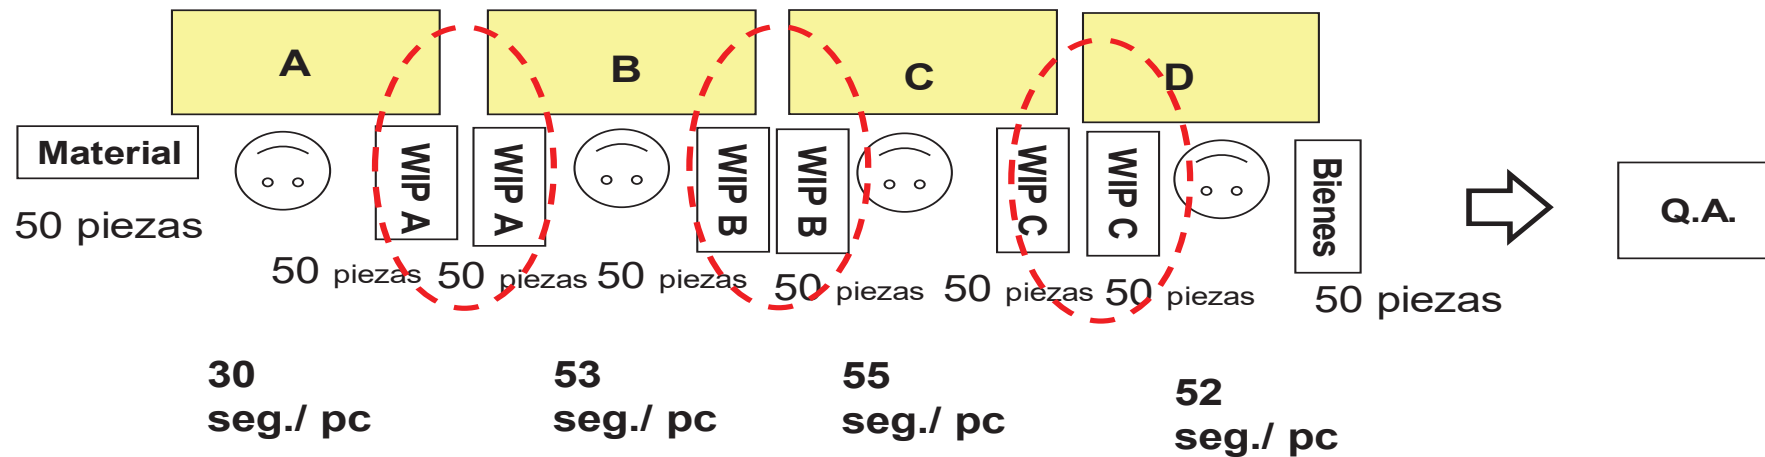 A
B
C
D
Material
WIP A
WIP A
WIP B
WIP B
WIP C
WIP C
Bienes
Q.A.
50 piezas
50 piezas
50 piezas
50 piezas
50 piezas
50 piezas
50 piezas
50 piezas
30
seg./ pc
53
seg./ pc
55
seg./ pc
52
seg./ pc